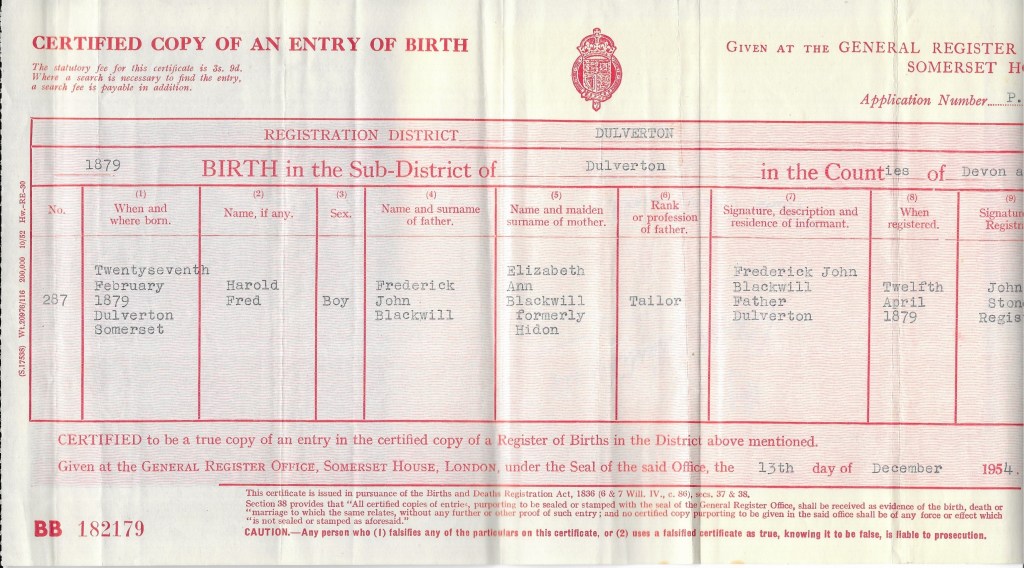 CERTIFIED COPY OF AN ENTRY OF BIRTH
The statutory fee for this certificate is 3s. 9d.
Where a search is necessary to find the entry,
a search fee is payable in addition.
GIVEN AT THE GENERAL REGISTER
SOMERSET HO
Application Number P.
REGISTRATION DISTRICT DULVERTON
1879 BIRTH in the Sub-District of Dulverton in the Counties of Devon a
No.
(1)
When and
where born.
(2)
Name, if any.
(3)
Sex.
(4)
Name and surname
of father.
(5)
Name and maiden
surname of mother.
(6)
Rank
or profession
of father.
(7)
Signature, description and
residence of informant.
(8)
When
registered.
(9)
Signatur
Registr
287
Twentyseventh
February
1879
Dulverton
Somerset
Harold
Fred
Boy
Frederick
John
Blackwill
Elizabeth
Ann
Blackwill
formerly
Hidon
Tailor
Frederick John
Blackwill
Father
Dulverton
Twelfth
April
1879
John
Ston
Regis
CERTIFIED to be a true copy of an entry in the certified copy of a Register of Births in the District above mentioned.
Given at the GENERAL REGISTER OFFICE, SOMERSET HOUSE, LONDON, under the Seal of the said Office, the 13th day of December 1954.
This certificate is issued in pursuance of the Births and Deaths Registration Act, 1836 (6 & 7 Will. IV., c. 86), secs. 37 & 38.
Section 38 provides that "All certified copies of entries, purporting to be sealed or stamped with the seal of the General Register Office, shall be received as evidence of the birth, death or
"marriage to which the same relates, without any further or other proof of such entry; and no certified copy purporting to be given in the said office shall be of any force or effect which
"is not sealed or stamped as aforesaid."
CAUTION.—Any person who (1) falsifies any of the particulars on this certificate, or (2) uses a falsified certificate as true, knowing it to be false, is liable to prosecution.
BB 182179
(S.17538) Wt.20976/116 200,000 10/52 Hw.-RE-30